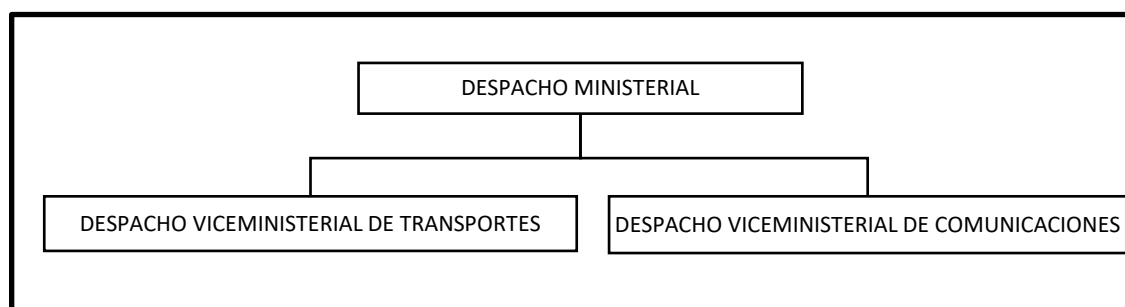 DESPACHO MINISTERIAL
DESPACHO VICEMINISTERIAL DE TRANSPORTES
DESPACHO VICEMINISTERIAL DE COMUNICACIONES